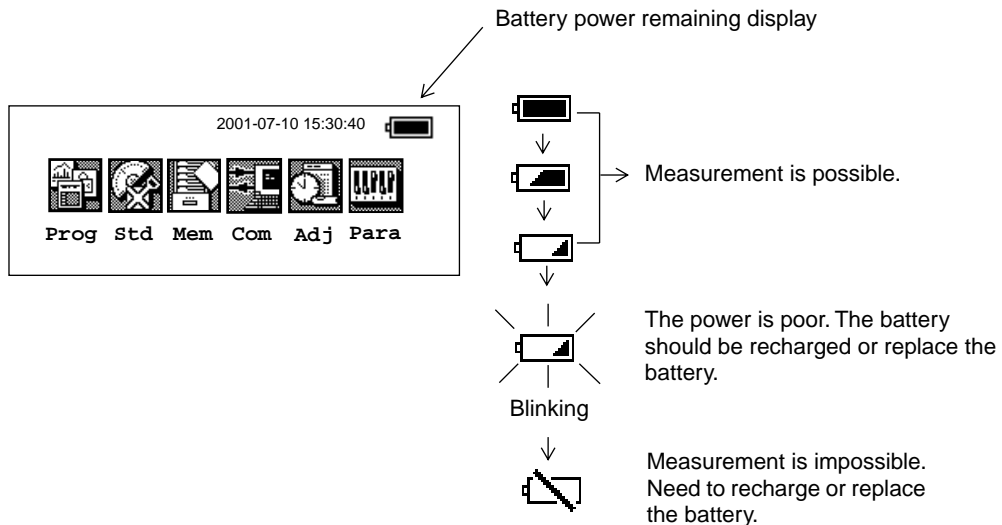 Battery power remaining display
2001-07-10 15:30:40
Prog Std Mem Com Adj Para
Measurement is possible.
The power is poor. The battery
should be recharged or replace the
battery.
Blinking
Measurement is impossible.
Need to recharge or replace
the battery.